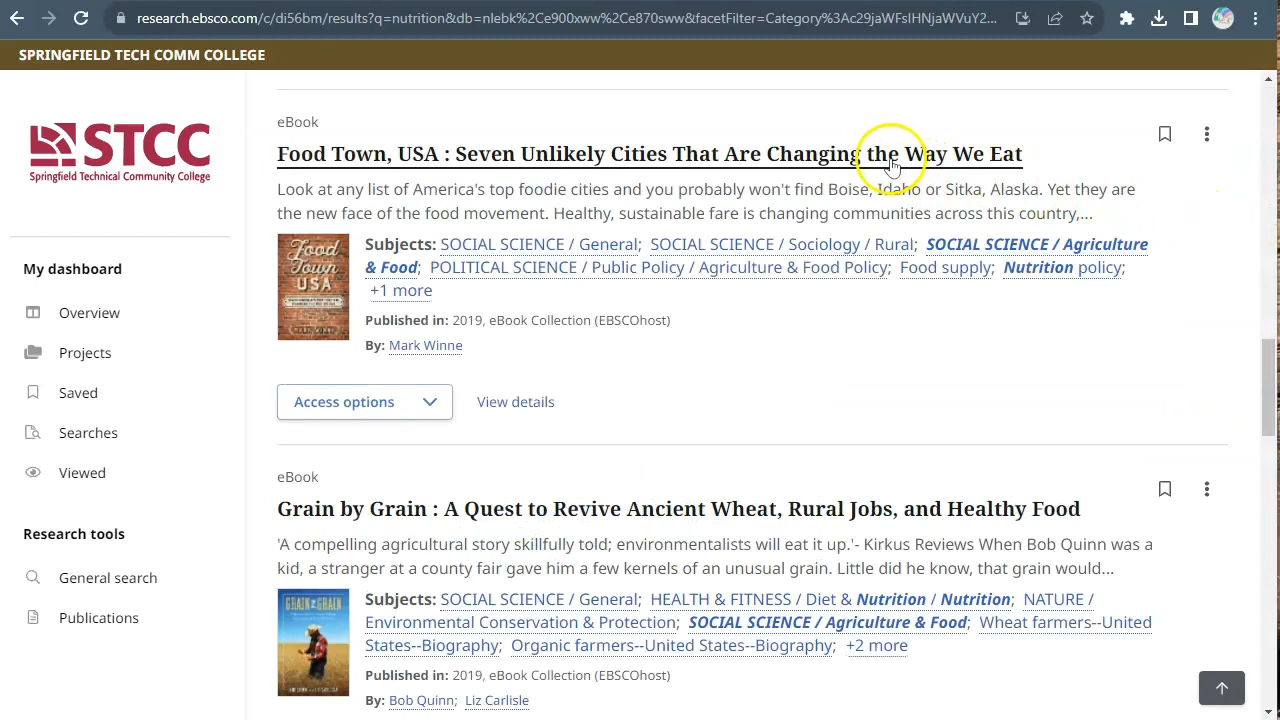 research.ebsco.com/c/di56bm/results?q=nutrition&db=nlebk%2Ce900xww%2Ce870sww&facetFilter=Category%3Ac29jaWFsIHNjaWVuY2...
SPRINGFIELD TECH COMM COLLEGE
STCC
Springfield Technical Community College
My dashboard
Overview
Projects
Saved
Searches
Viewed
Research tools
General search
Publications
eBook
Food Town, USA : Seven Unlikely Cities That Are Changing the Way We Eat
Look at any list of America's top foodie cities and you probably won't find Boise, Idaho or Sitka, Alaska. Yet they are
the new face of the food movement. Healthy, sustainable fare is changing communities across this country,...
Food
Town
USA
Subjects: SOCIAL SCIENCE / General; SOCIAL SCIENCE / Sociology / Rural; SOCIAL SCIENCE / Agriculture
& Food; POLITICAL SCIENCE / Public Policy / Agriculture & Food Policy; Food supply; Nutrition policy;
+1 more
Published in: 2019, eBook Collection (EBSCOhost)
By: Mark Winne
Access options
View details
eBook
Grain by Grain : A Quest to Revive Ancient Wheat, Rural Jobs, and Healthy Food
'A compelling agricultural story skillfully told; environmentalists will eat it up.'- Kirkus Reviews When Bob Quinn was a
kid, a stranger at a county fair gave him a few kernels of an unusual grain. Little did he know, that grain would...
GRAIN BY GRAIN
Subjects: SOCIAL SCIENCE / General; HEALTH & FITNESS / Diet & Nutrition / Nutrition; NATURE /
Environmental Conservation & Protection; SOCIAL SCIENCE / Agriculture & Food; Wheat farmers--United
States--Biography; Organic farmers--United States--Biography; +2 more
Published in: 2019, eBook Collection (EBSCOhost)
By: Bob Quinn; Liz Carlisle